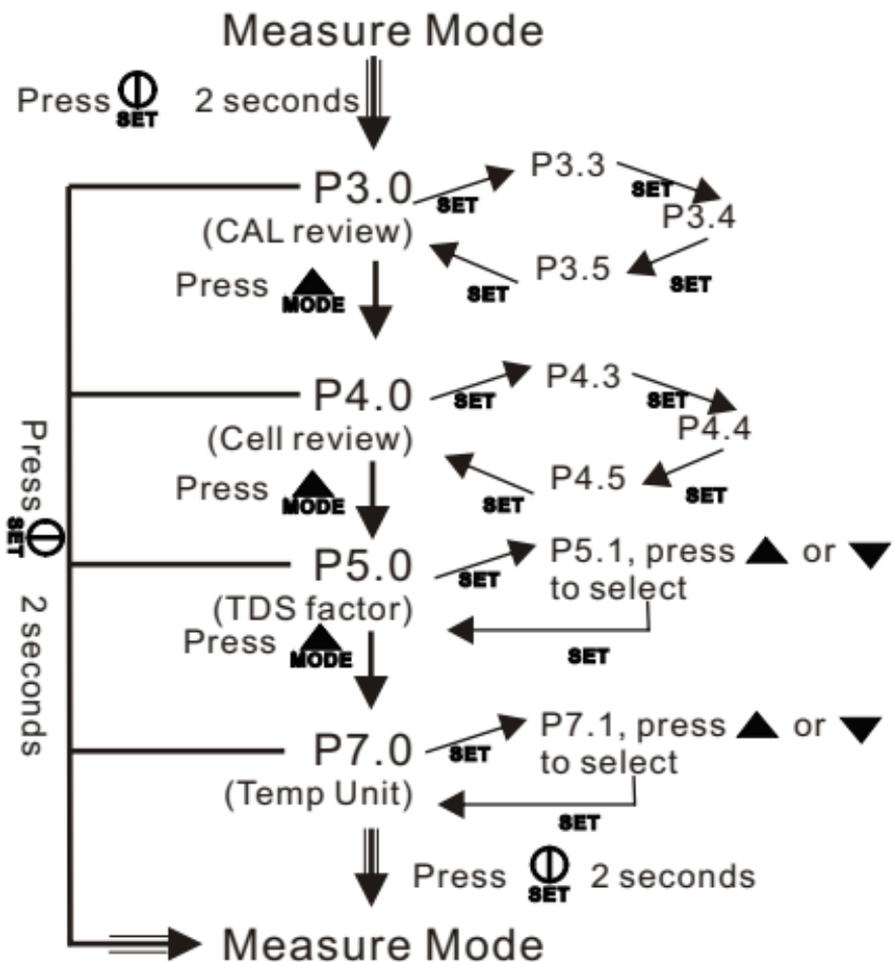 Measure Mode
Press SET 2 seconds
P3.0
(CAL review)
SET
P3.3
SET
P3.4
SET
P3.5
SET
Press MODE
P4.0
(Cell review)
SET
P4.3
SET
P4.4
SET
P4.5
SET
Press MODE
P5.0
(TDS factor)
SET
P5.1, press ▲ or ▼
to select
SET
Press MODE
P7.0
(Temp Unit)
SET
P7.1, press ▲ or ▼
to select
SET
Press SET 2 seconds
Press SET 2 seconds
Measure Mode